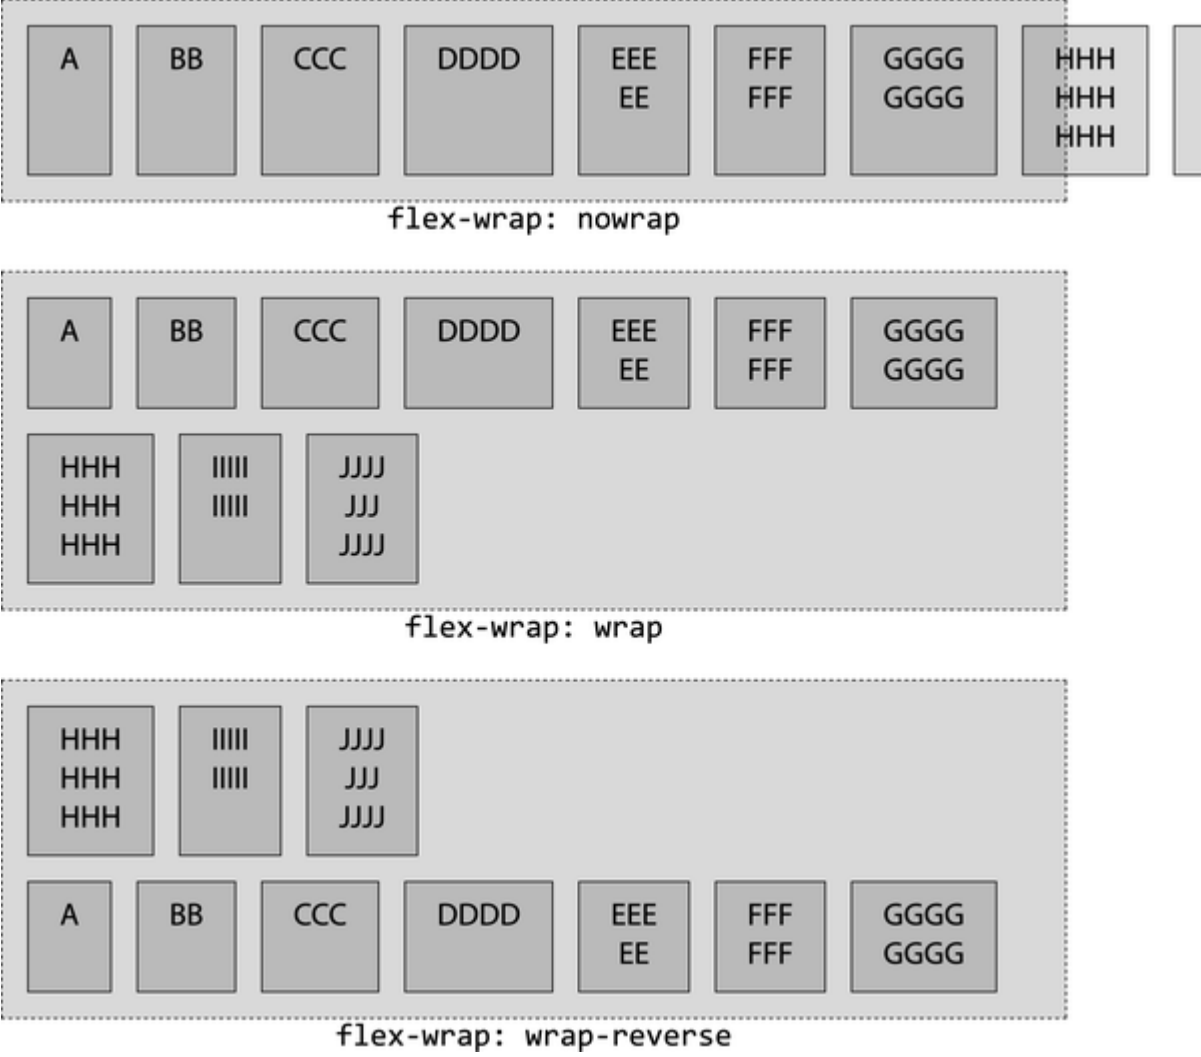 A BB CCC DDDD EEE FFF GGGG HHH
EE FFF GGGG HHH
HHH
flex-wrap: nowrap
A BB CCC DDDD EEE FFF GGGG
EE FFF GGGG
HHH IIIII JJJJ
HHH IIIII JJJ
HHH JJJJ
flex-wrap: wrap
HHH IIIII JJJJ
HHH IIIII JJJ
HHH JJJJ
A BB CCC DDDD EEE FFF GGGG
EE FFF GGGG
flex-wrap: wrap-reverse